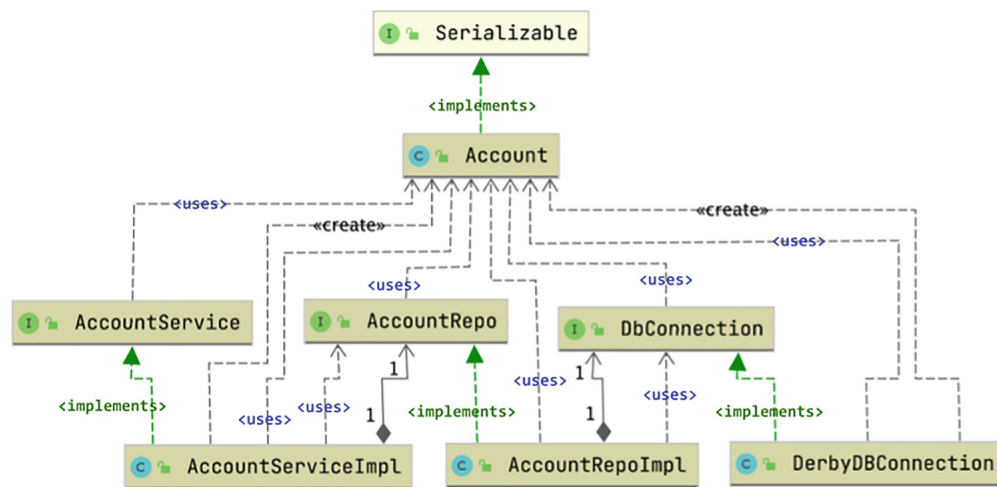 I Serializable
<implements>
C Account
<uses>
«create»
«create»
<uses>
<uses>
<uses>
I AccountService
I AccountRepo
I DbConnection
1
1
<implements>
<uses>
<uses>
1
<implements>
<uses>
1
<uses>
<implements>
C AccountServiceImpl
C AccountRepoImpl
C DerbyDBConnection